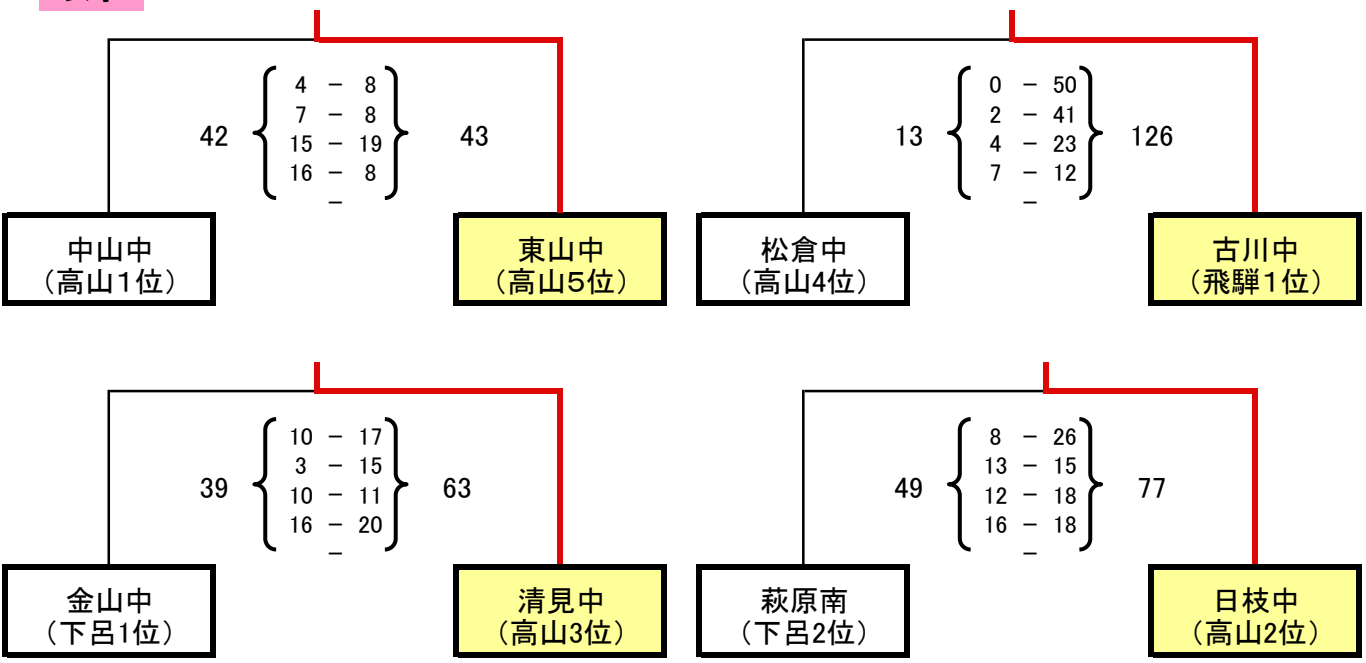 4 － 8
7 － 8
42 15 － 19 43
16 － 8
－
中山中
（高山１位）
東山中
（高山５位）
0 － 50
2 － 41
13 4 － 23 126
7 － 12
－
松倉中
（高山4位）
古川中
（飛騨１位）
10 － 17
3 － 15
39 10 － 11 63
16 － 20
－
金山中
（下呂1位）
清見中
（高山3位）
8 － 26
13 － 15
49 12 － 18 77
16 － 18
－
萩原南
（下呂2位）
日枝中
（高山2位）